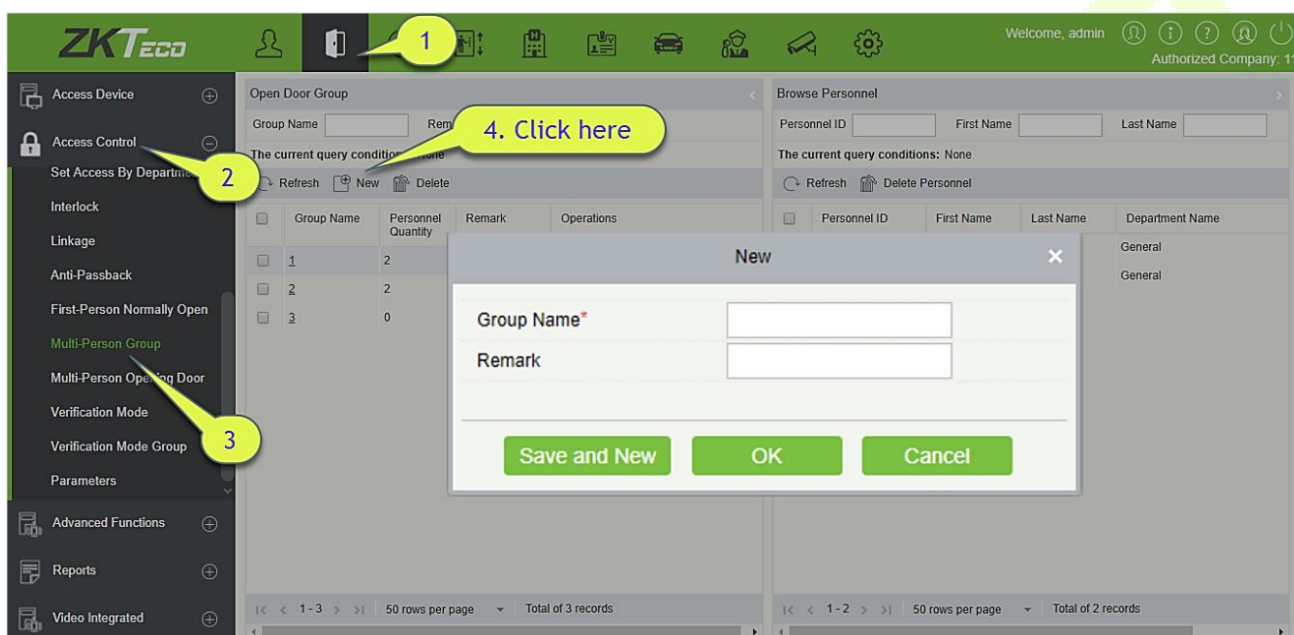 ZKTECO
1
Welcome, admin
Authorized Company: 11
Access Device
Access Control
2
Set Access By
Interlock
Linkage
Anti-Passback
First-Person Normally Open
Multi-Person Group
Multi-Person Opening Door
Verification Mode
Verification Mode Group
3
Parameters
Advanced Functions
Reports
Video Integrated
Open Door Group
Group Name
4. Click here
The current query None
Refresh New Delete
Group Name Personnel Quantity Remark Operations
1 2
2 2
3 0
1-3 50 rows per page Total of 3 records
Browse Personnel
Personnel ID First Name Last Name
The current query conditions: None
Refresh Delete Personnel
Personnel ID First Name Last Name Department Name
General
General
1-2 50 rows per page Total of 2 records
New
Group Name*
Remark
Save and New OK Cancel